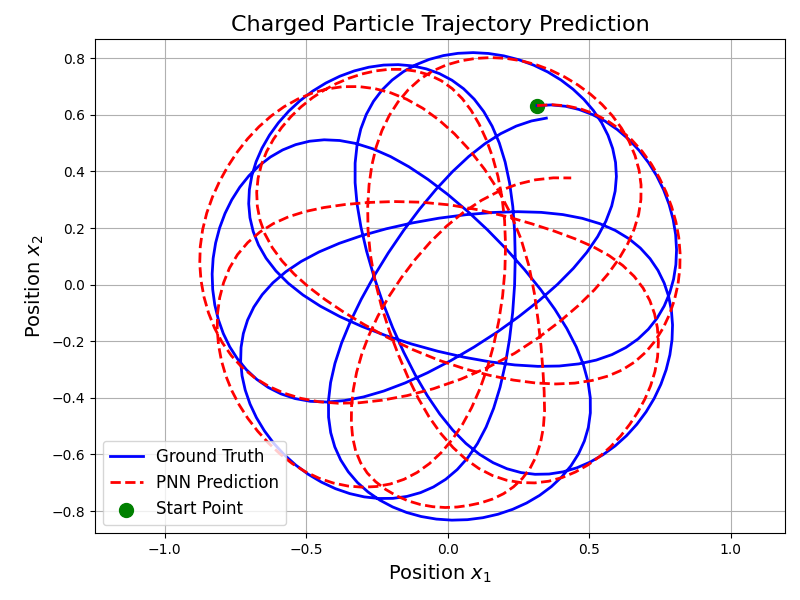 Charged Particle Trajectory Prediction
Position x₂
0.8
0.6
0.4
0.2
0.0
−0.2
−0.4
−0.6
−0.8
Ground Truth
PNN Prediction
Start Point
−1.0
−0.5
0.0
0.5
1.0
Position x₁